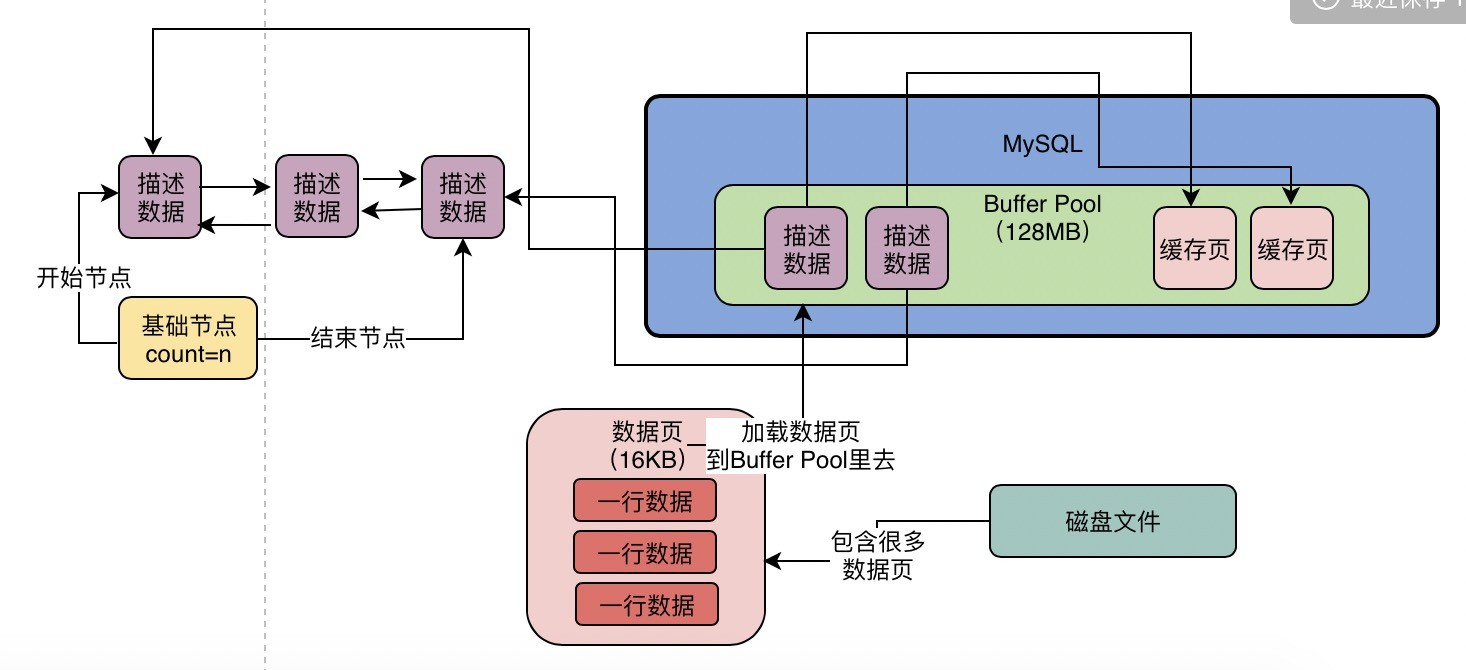 最近保存
MySQL
Buffer Pool
（128MB）
描述
数据
描述
数据
描述
数据
描述
数据
描述
数据
缓存页
缓存页
开始节点
基础节点
count=n
结束节点
数据页
（16KB）
加载数据页
到Buffer Pool里去
一行数据
一行数据
一行数据
磁盘文件
包含很多
数据页